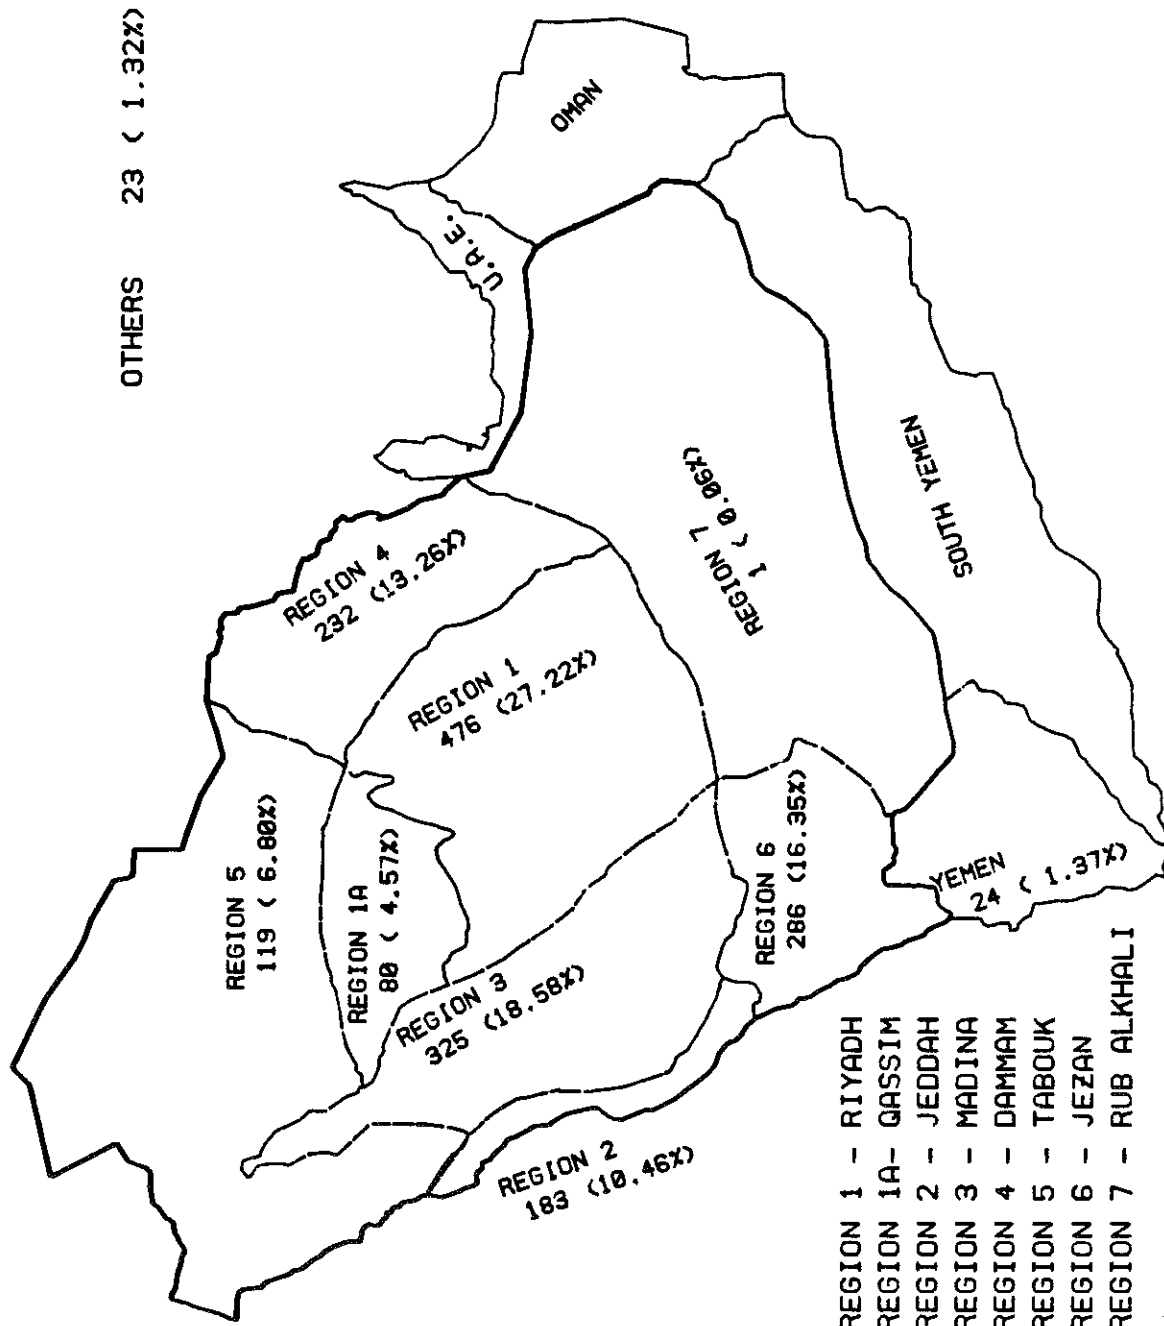 OTHERS 23 ( 1.32%)
OMAN
U.A.E.
REGION 4
232 (13.26%)
REGION 5
119 ( 6.80%)
REGION 1
476 (27.22%)
REGION 1A
80 ( 4.57%)
REGION 7
1 ( 0.06%)
REGION 3
325 (18.58%)
SOUTH YEMEN
REGION 6
286 (16.35%)
REGION 2
183 (10.46%)
YEMEN
24 ( 1.37%)
REGION 1 - RIYADH
REGION 1A- QASSIM
REGION 2 - JEDDAH
REGION 3 - MADINA
REGION 4 - DAMMAM
REGION 5 - TABOUK
REGION 6 - JEZAN
REGION 7 - RUB ALKHALI